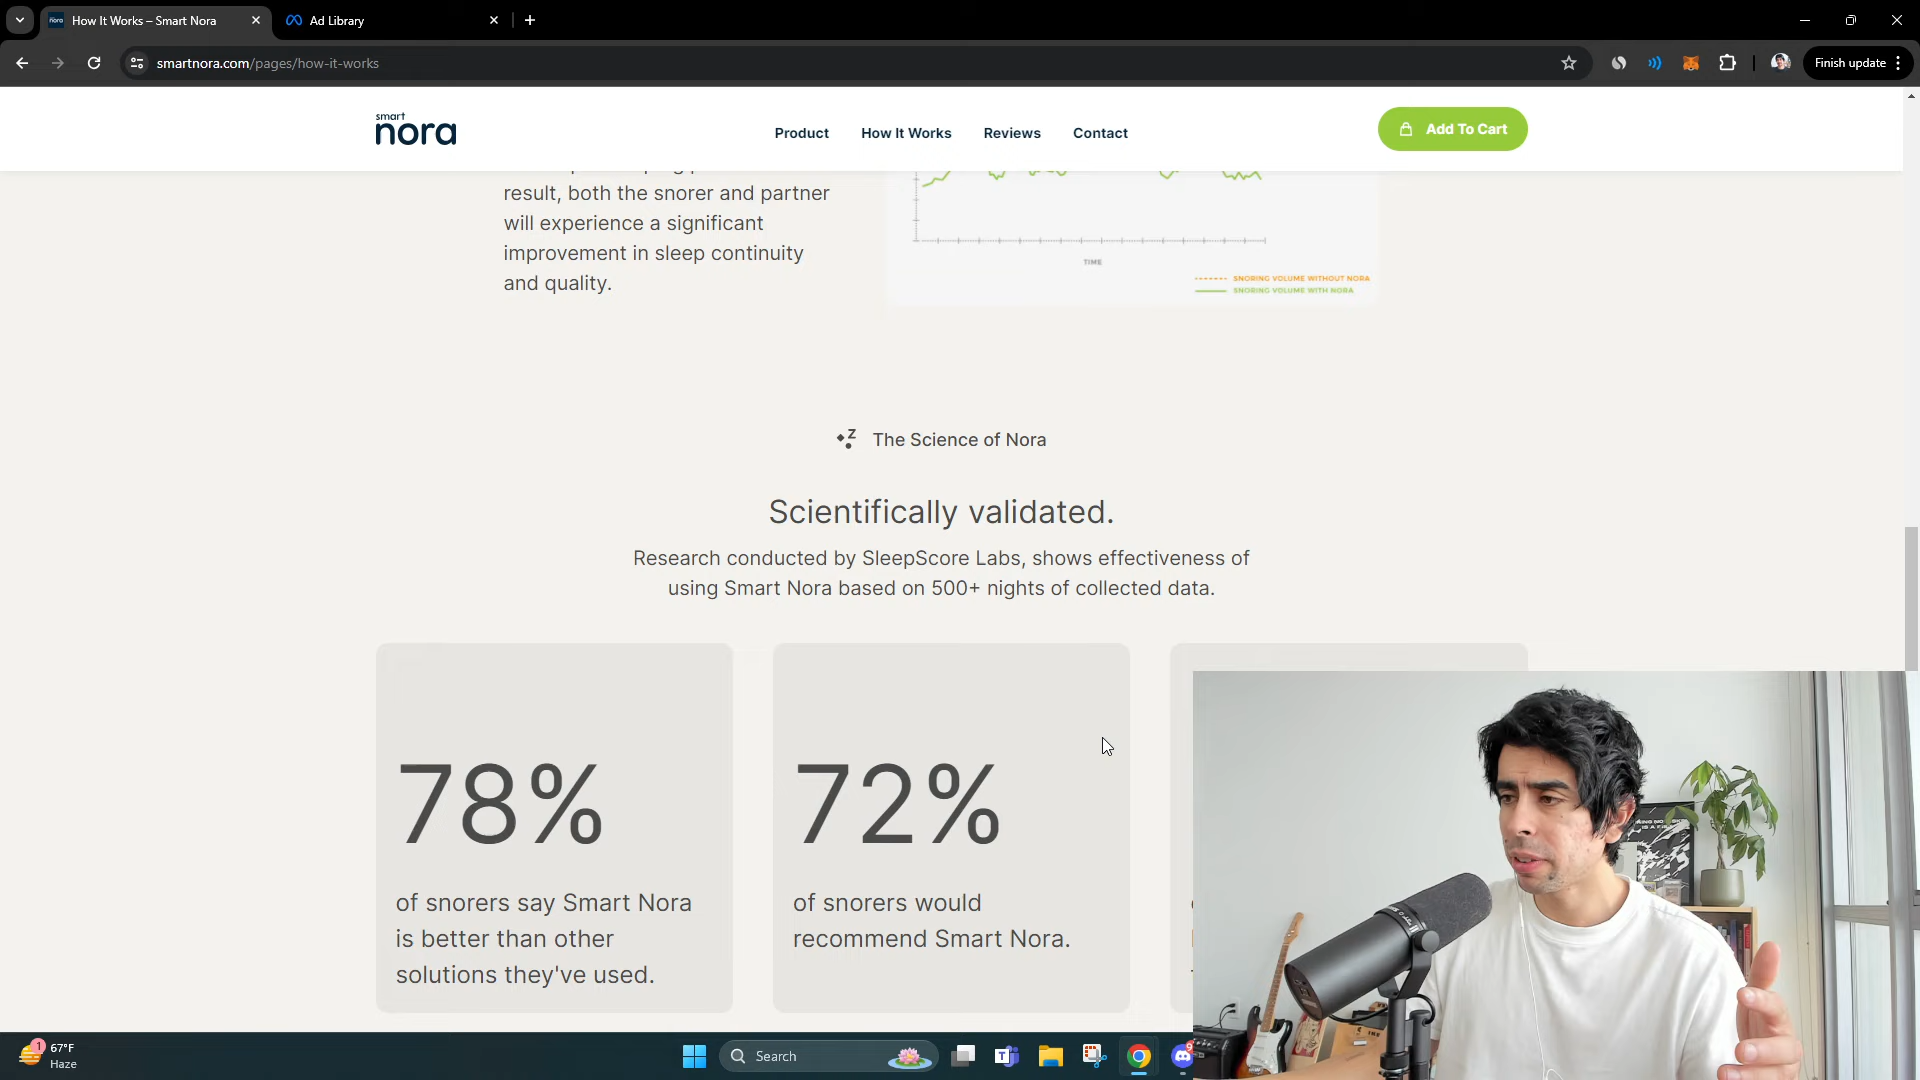 How It Works – Smart Nora
Ad Library
smartnora.com/pages/how-it-works
Finish update
smart
nora
Product
How It Works
Reviews
Contact
Add To Cart
result, both the snorer and partner
will experience a significant
improvement in sleep continuity
and quality.
TIME
SNORING VOLUME WITHOUT NORA
SNORING VOLUME WITH NORA
The Science of Nora
Scientifically validated.
Research conducted by SleepScore Labs, shows effectiveness of
using Smart Nora based on 500+ nights of collected data.
78%
of snorers say Smart Nora
is better than other
solutions they've used.
72%
of snorers would
recommend Smart Nora.
1
67°F
Haze
Search